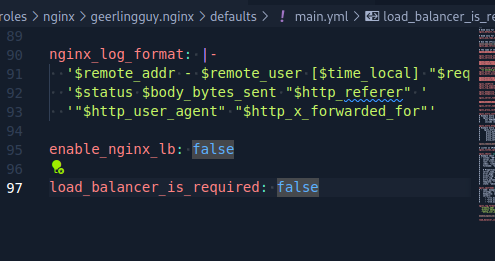 roles > nginx > geerlingguy.nginx > defaults > ! main.yml > load_balancer_is_re
89
90 nginx_log_format: |-
91 '$remote_addr - $remote_user [$time_local] "$req
92 '$status $body_bytes_sent "$http_referer" '
93 '"$http_user_agent" "$http_x_forwarded_for"'
94
95 enable_nginx_lb: false
96
97 load_balancer_is_required: false